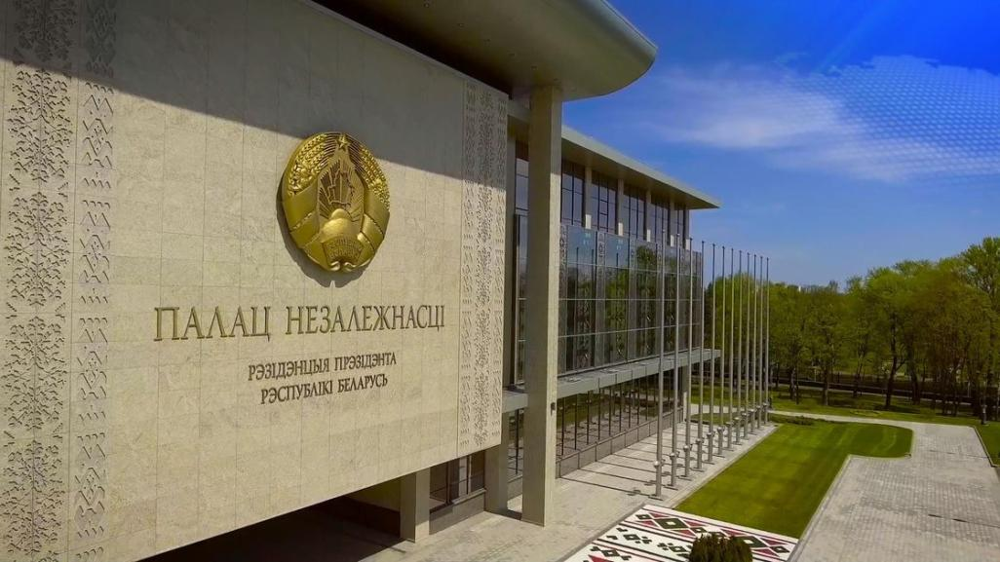 ПАЛАЦ НЕЗАЛЕЖНАСЦІ
РЭЗІДЭНЦЫЯ ПРЭЗІДЭНТА
РЭСПУБЛІКІ БЕЛАРУСЬ